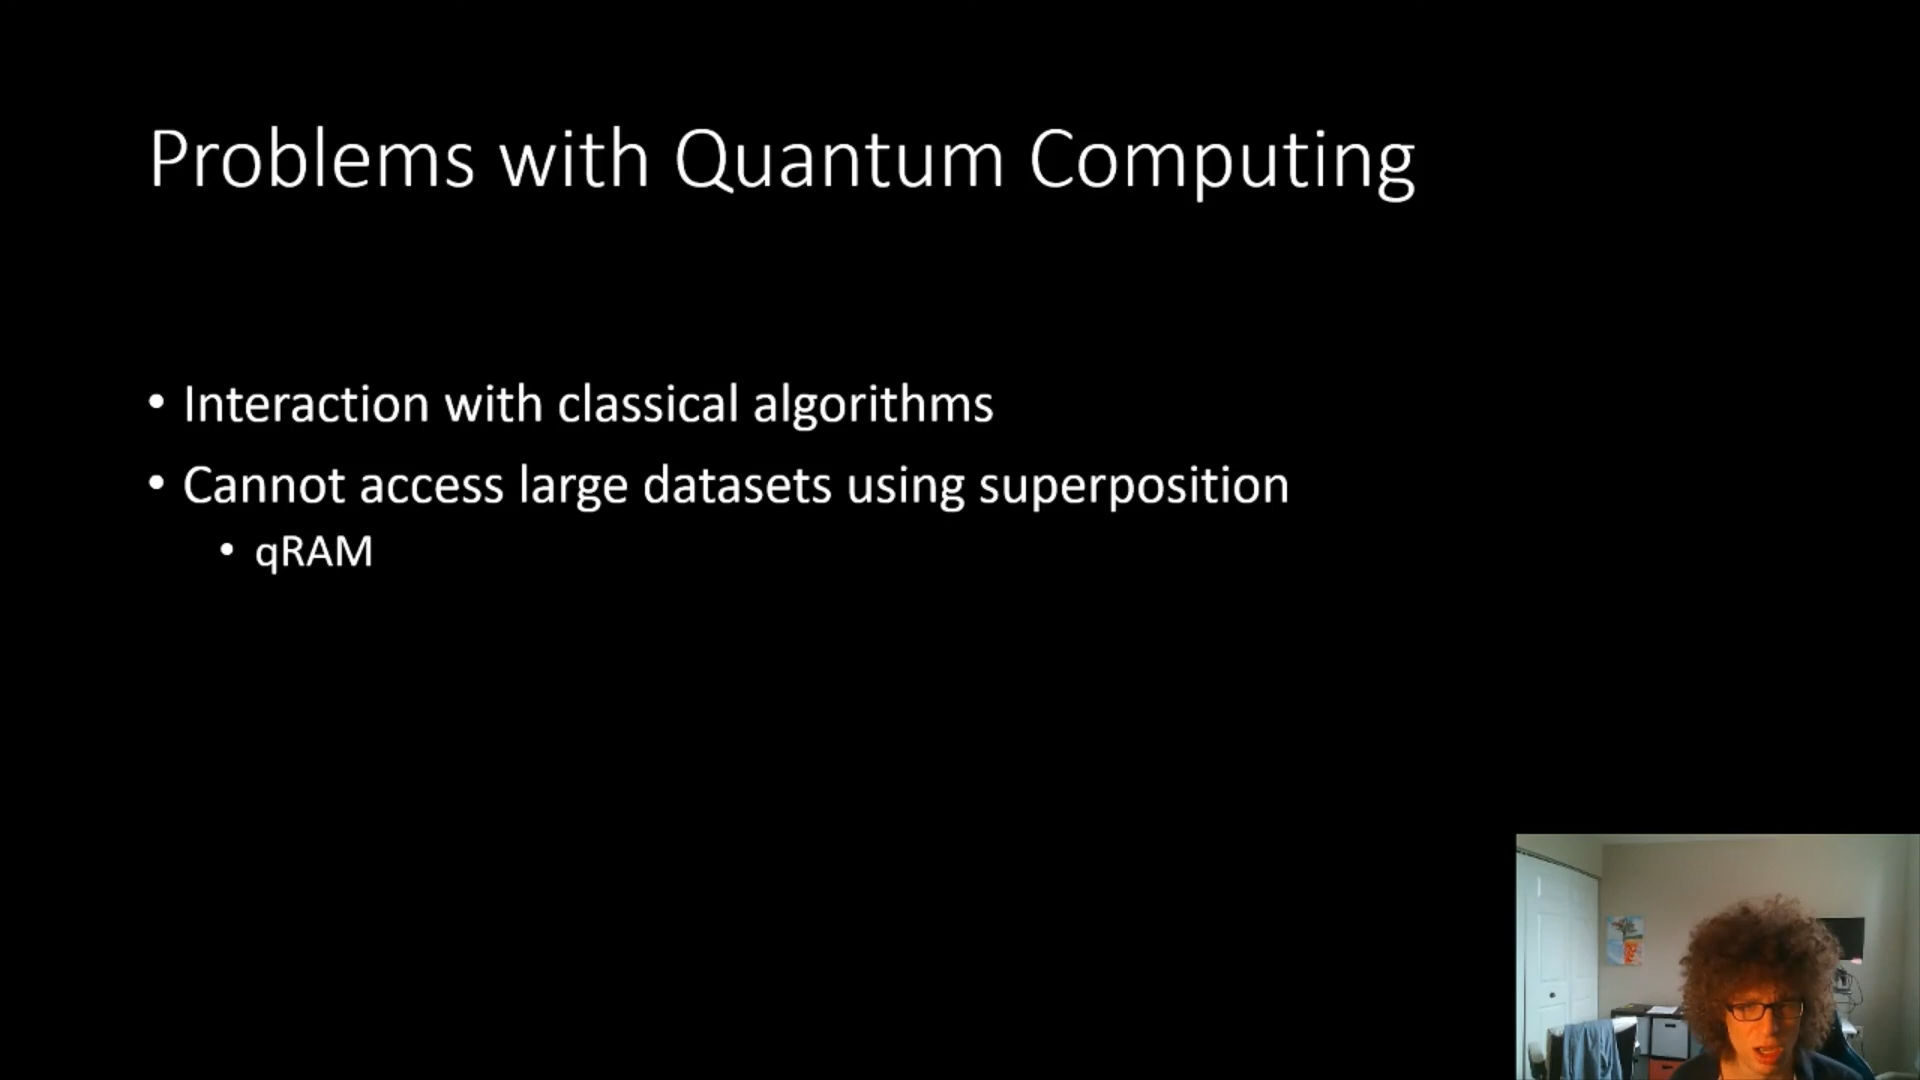 Problems with Quantum Computing
• Interaction with classical algorithms
• Cannot access large datasets using superposition
• qRAM